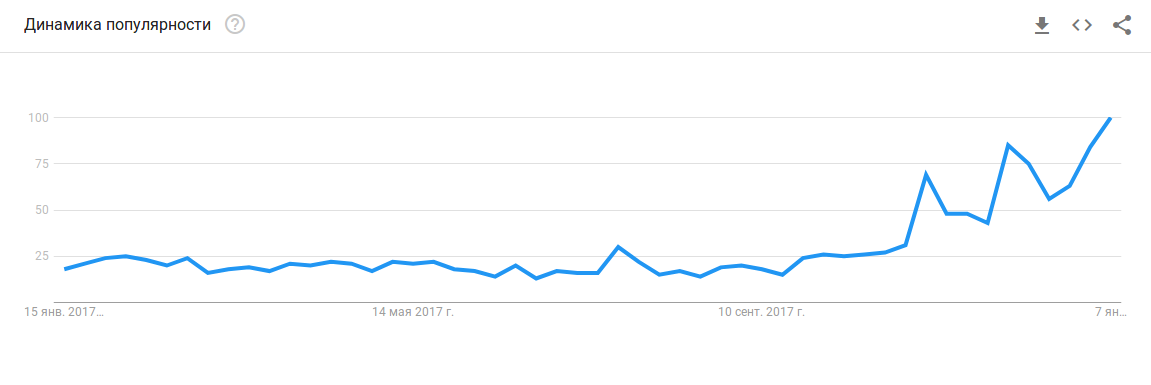 Динамика популярности ?
100
75
50
25
15 янв. 2017…
14 мая 2017 г.
10 сент. 2017 г.
7 ян…